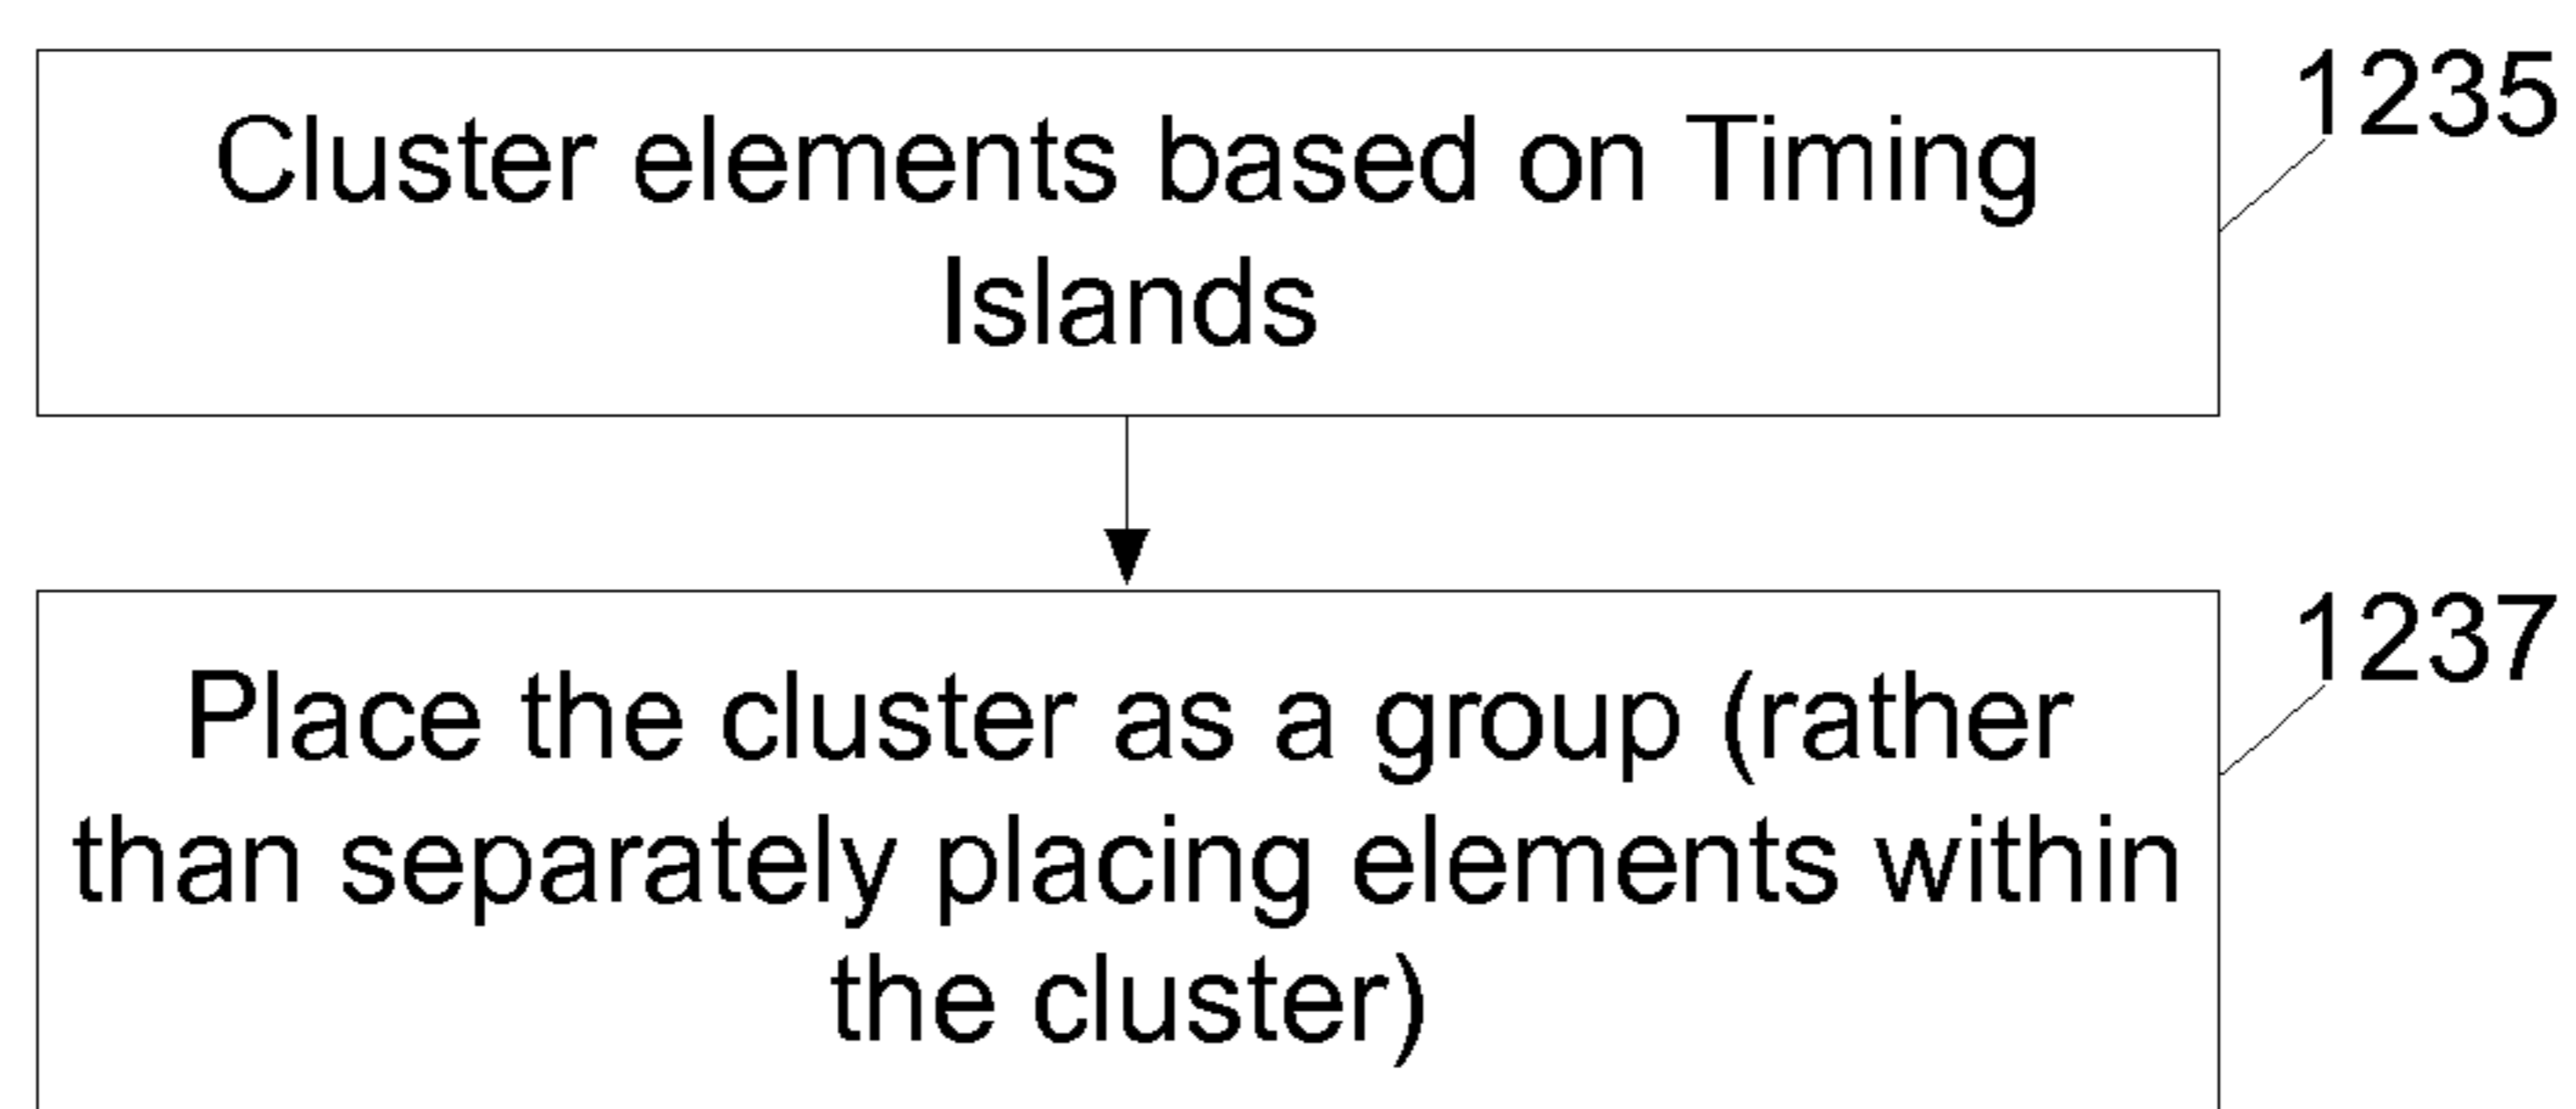 Cluster elements based on Timing
Islands
1235
Place the cluster as a group (rather
than separately placing elements within
the cluster)
1237